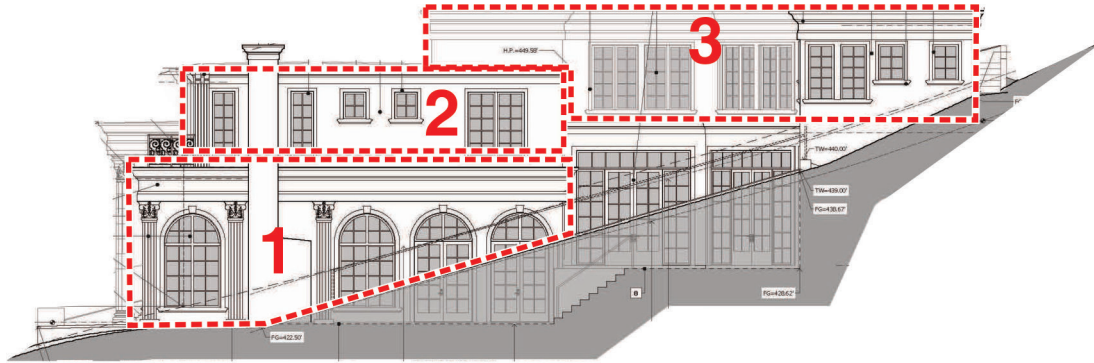 3
H.P.=449.58'
2
TW=440.00'
TW=439.00'
FG=438.67'
1
FG=428.62'
FG=422.50'